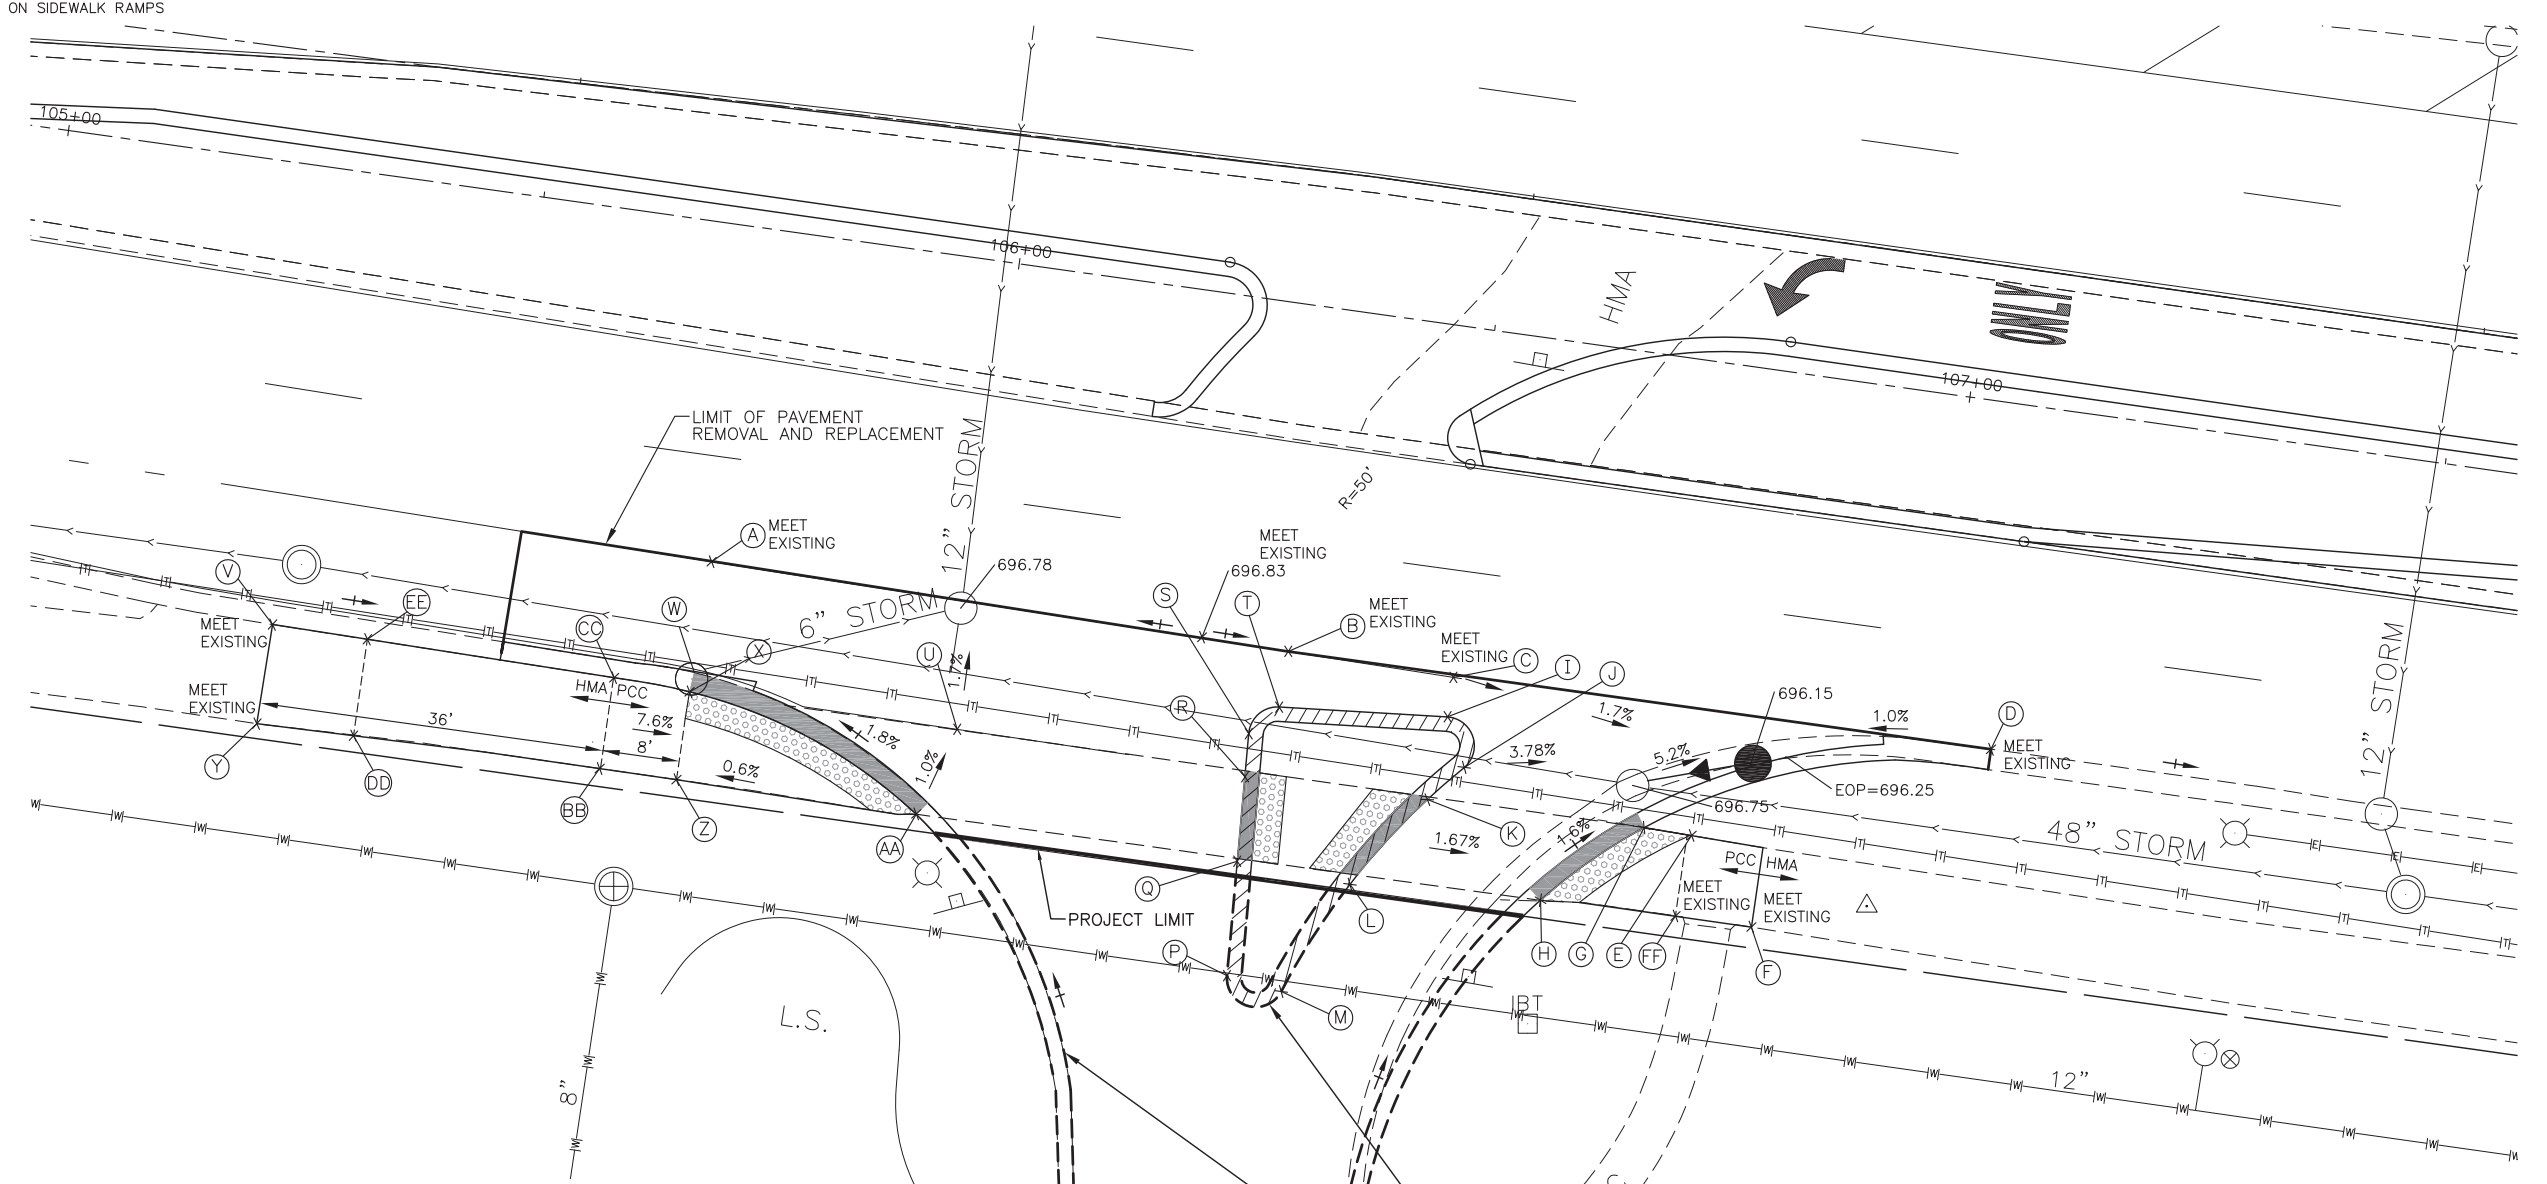 ON SIDEWALK RAMPS
105+00
106+00
HMA
ONLY
107+00
LIMIT OF PAVEMENT
REMOVAL AND REPLACEMENT
R=50'
12" STORM
A
MEET
EXISTING
696.78
MEET
EXISTING
696.83
V
EE
W
6" STORM
S
T
B
MEET
EXISTING
MEET
EXISTING
C
I
J
12" STORM
MEET
EXISTING
CC
X
U
1.7%
R
696.15
1.0%
D
MEET
EXISTING
MEET
EXISTING
HMA
PCC
36'
7.6%
8'
1.8%
1.0%
0.6%
1.7%
3.78%
5.2%
EOP=696.25
696.75
Y
DD
BB
Z
AA
K
1.67%
1.6%
48" STORM
PCC
HMA
MEET
EXISTING
MEET
EXISTING
Q
PROJECT LIMIT
L
P
H
G
E
FF
F
M
IBT
L.S.
8"
12"